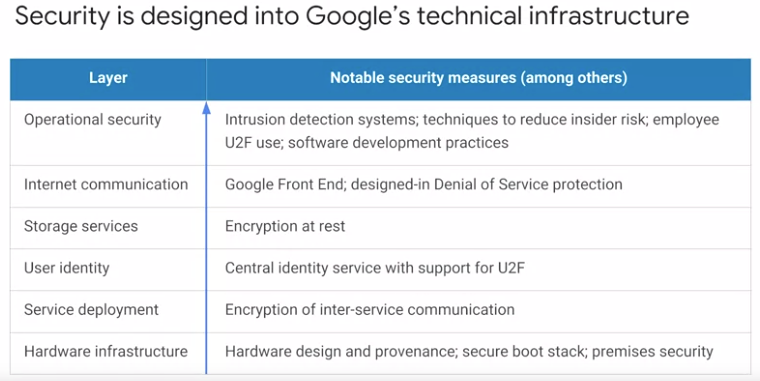 Security is designed into Google's technical infrastructure
Layer
Notable security measures (among others)
Operational security
Intrusion detection systems; techniques to reduce insider risk; employee
U2F use; software development practices
Internet communication
Google Front End; designed-in Denial of Service protection
Storage services
Encryption at rest
User identity
Central identity service with support for U2F
Service deployment
Encryption of inter-service communication
Hardware infrastructure
Hardware design and provenance; secure boot stack; premises security